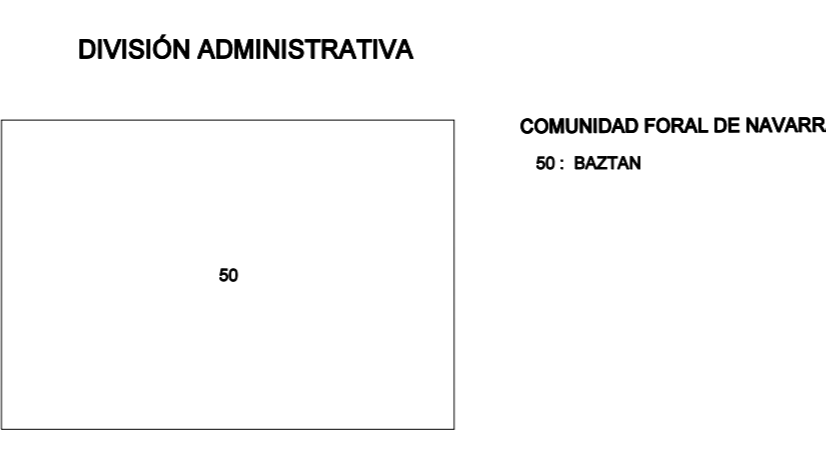 DIVISIÓN ADMINISTRATIVA
COMUNIDAD FORAL DE NAVARR
50 : BAZTAN
50